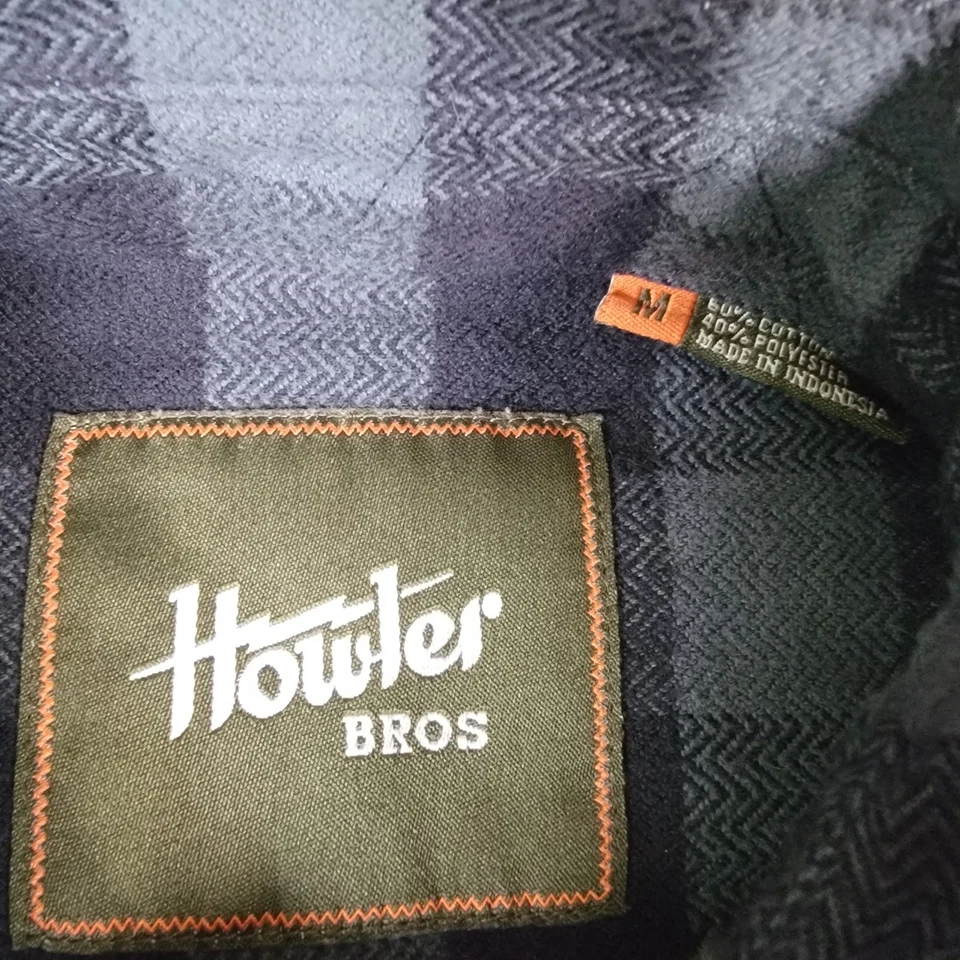 M
60% COTTON
40% POLYESTER
MADE IN INDONESIA
Howler
BROS